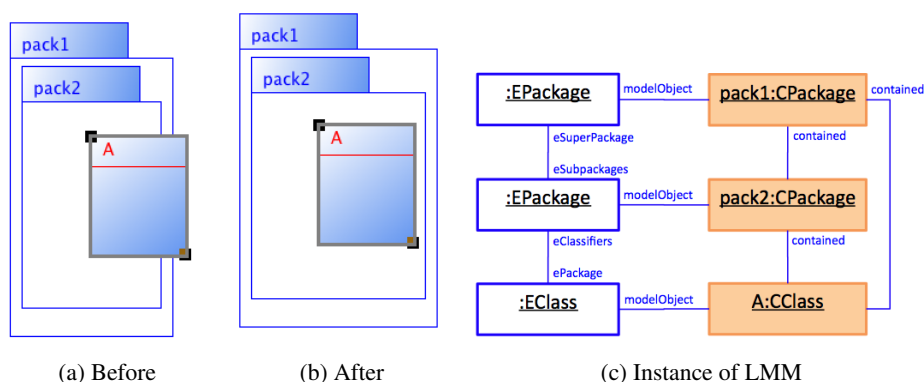 pack1
pack2
A
(a) Before
pack1
pack2
A
(b) After
:EPackage modelObject pack1:CPackage contained
eSuperPackage contained
eSubpackages
:EPackage modelObject pack2:CPackage
eClassifiers contained
ePackage
:EClass modelObject A:CClass
(c) Instance of LMM